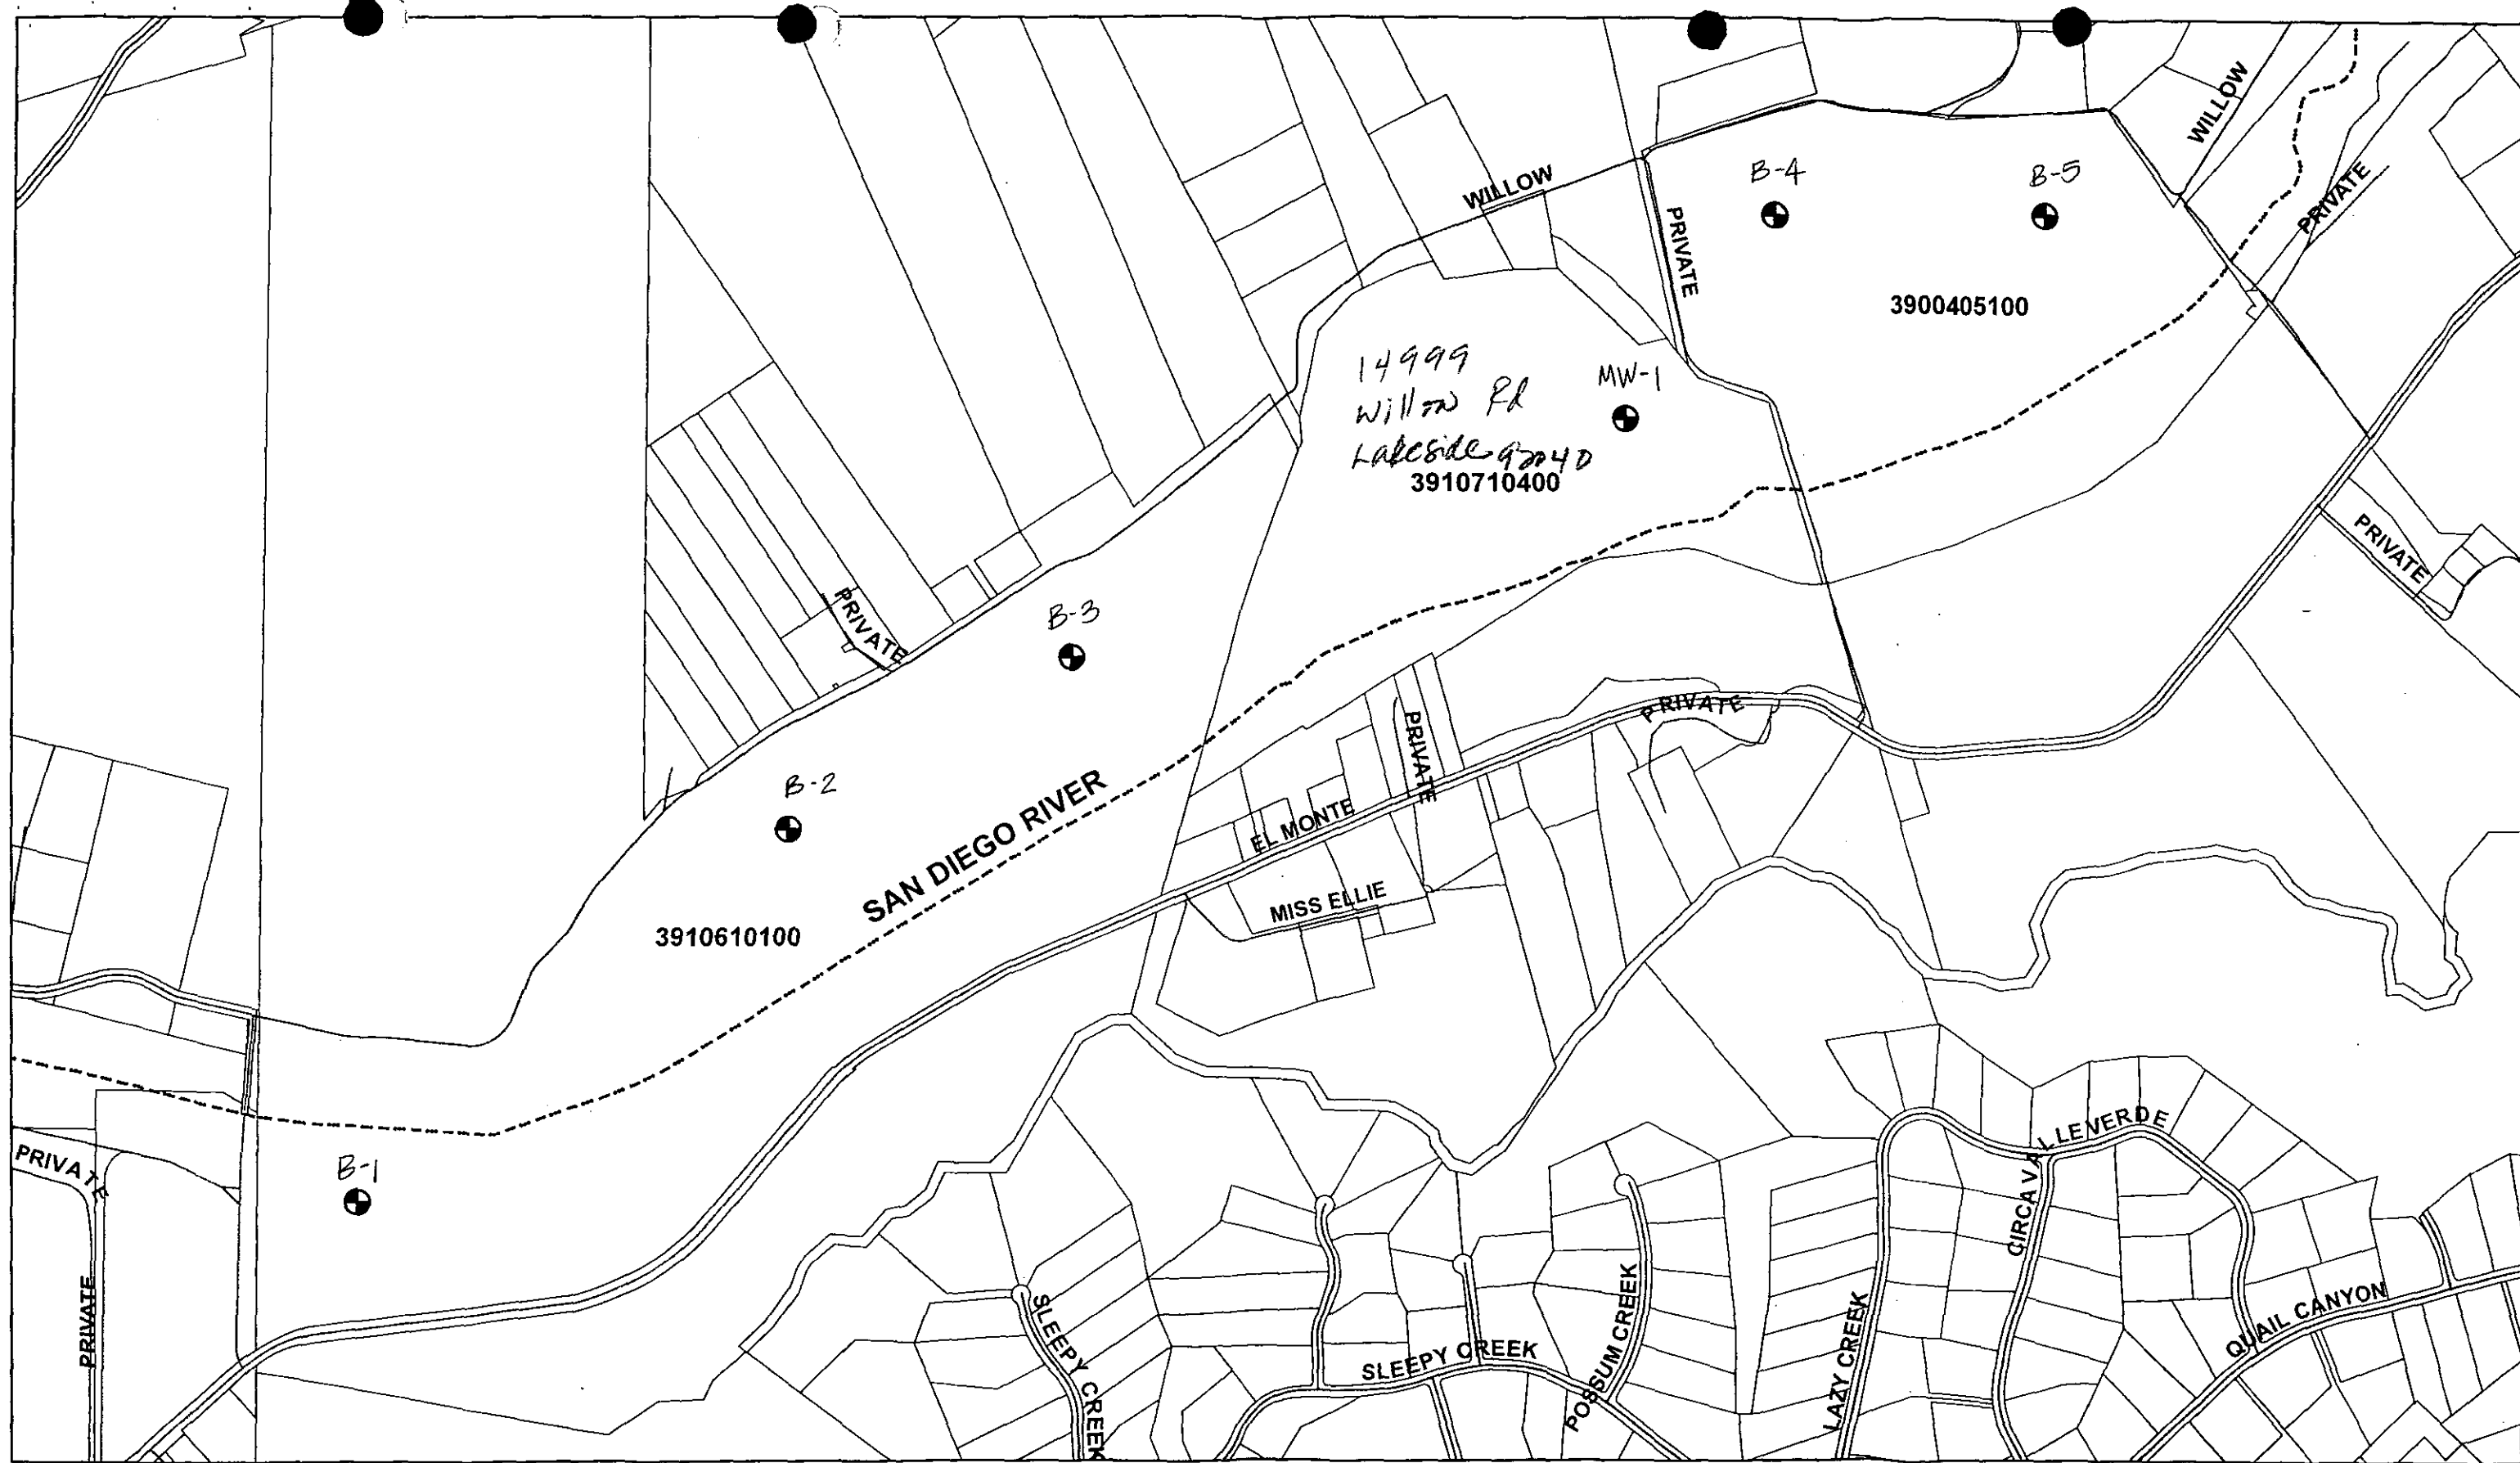 WILLOW
WILLOW
B-4
B-5
PRIVATE
PRIVATE
3900405100
14999
Willow Rd
Lakeside 92040
MW-1
3910710400
PRIVATE
PRIVATE
B-3
PRIVATE
PRIVATE
B-2
SAN DIEGO RIVER
EL MONTE
MISS ELLIE
3910610100
PRIVATE
B-1
PRIVATE
CIRCA VALLE VERDE
SLEEPY CREEK
SLEEPY CREEK
POSSUM CREEK
LAZY CREEK
QUAIL CANYON